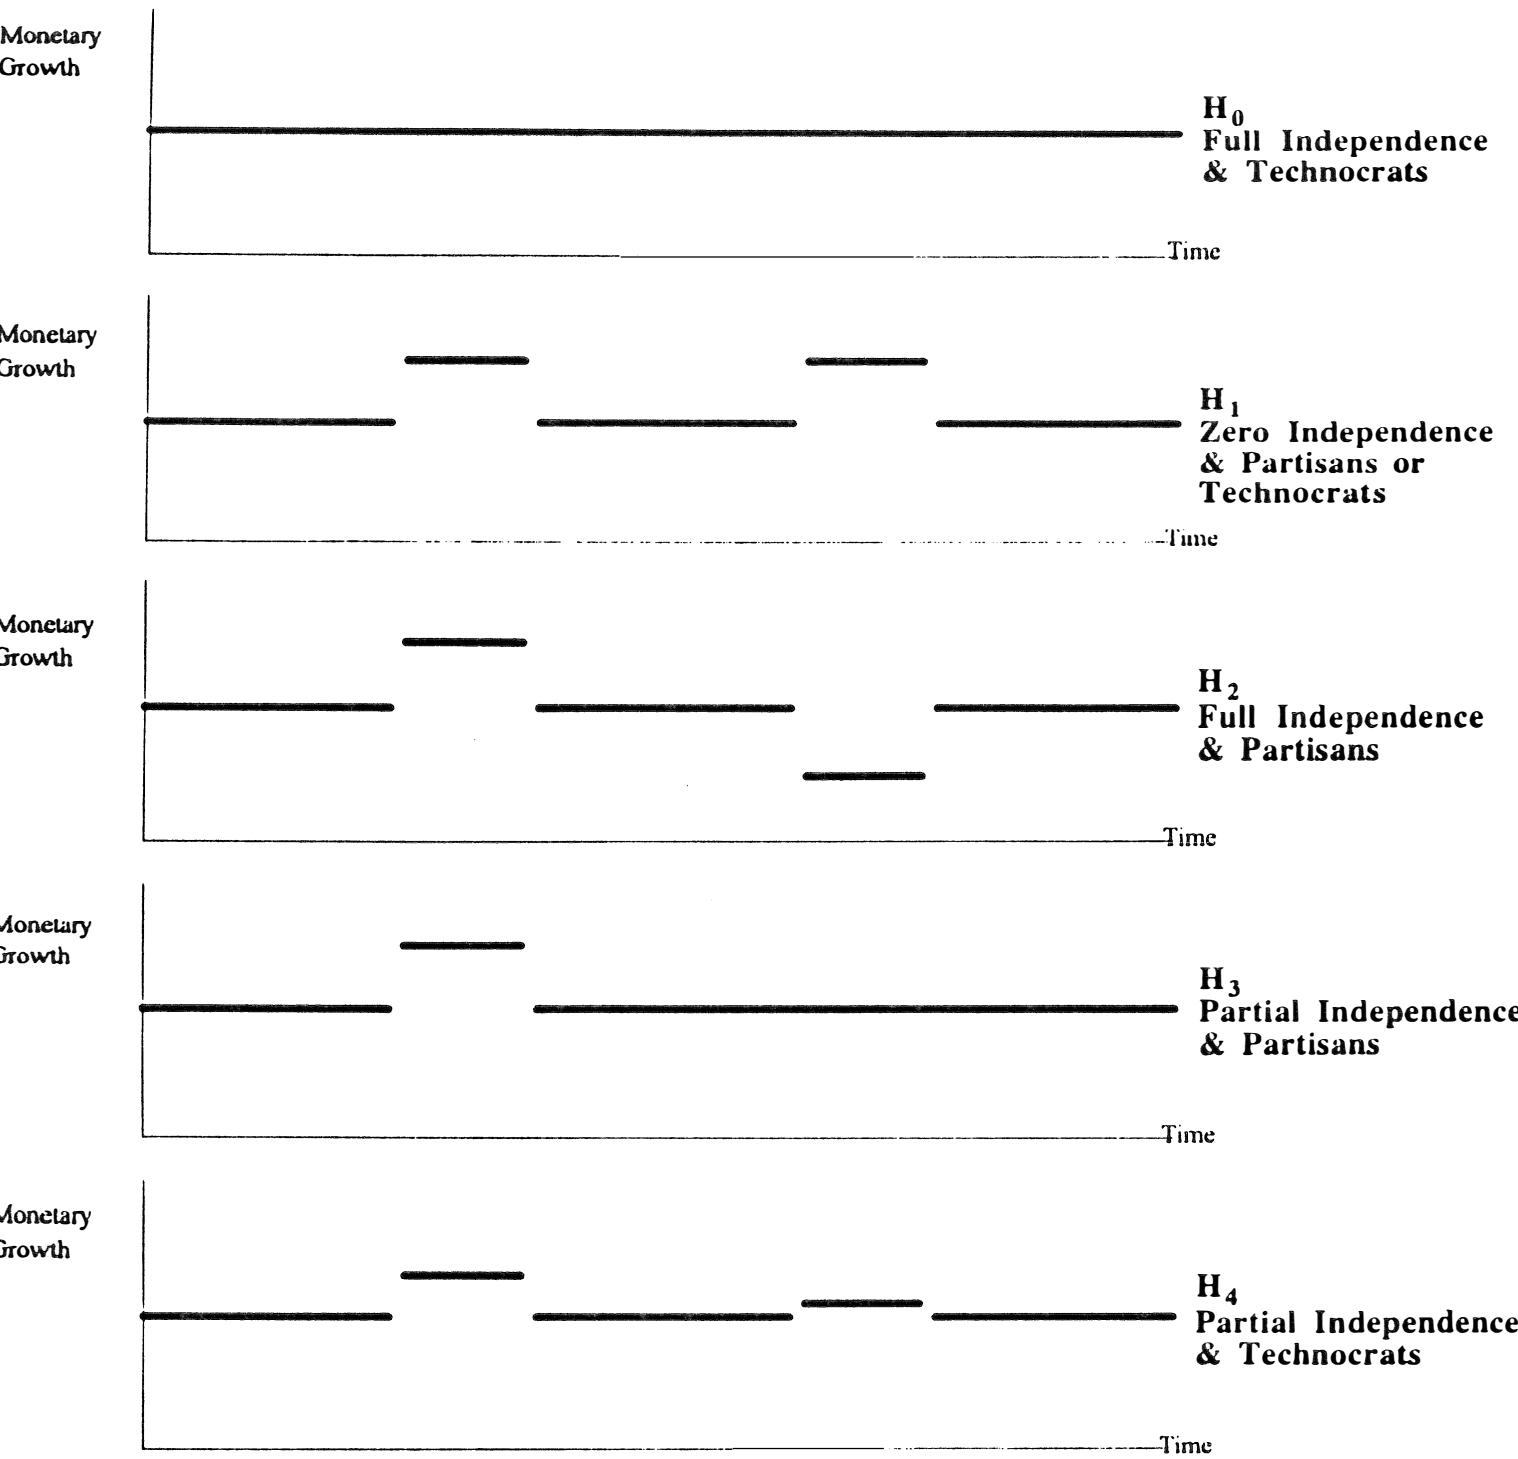 Monetary
Growth
H0
Full Independence
& Technocrats
Time
Monetary
Growth
H1
Zero Independence
& Partisans or
Technocrats
Time
Monetary
Growth
H2
Full Independence
& Partisans
Time
Monetary
Growth
H3
Partial Independence
& Partisans
Time
Monetary
Growth
H4
Partial Independence
& Technocrats
Time